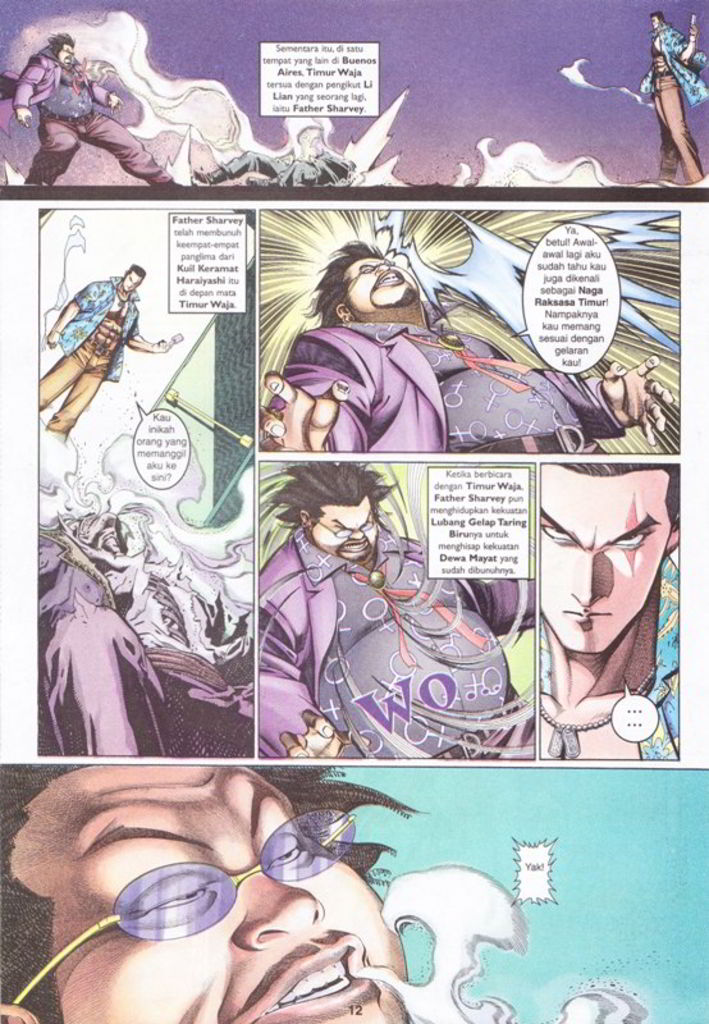 Sementara itu, di satu
tempat yang lain di Buenos
Aires, Timur Waja
tersua dengan pengikut Li
Lian yang seorang lagi,
iaitu Father Sharvey.
Father Sharvey
telah membunuh
keempat-empat
panglima dari
Kuil Keramat
Haraiyashi itu
di depan mata
Timur Waja.
Kau
inikah
orang yang
memanggil
aku ke
sini?
Ya,
betul! Awal-
awal lagi aku
sudah tahu kau
juga dikenali
sebagai Naga
Raksasa Timur!
Nampaknya
kau memang
dengan
gelaran
kau!
Ketika berbicara
dengan Timur Waja,
Father Sharvey pun
menghidupkan kekuatan
Lubang Gelap Taring
Birunya untuk
menghisap kekuatan
Dewa Mayat yang
sudah dibunuhnya.
WO
...
...
Yak!
12